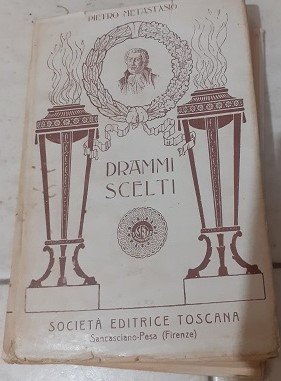 PIETRO METASTASIO
DRAMMI
SCELTI
SOCIETÀ EDITRICE TOSCANA
Sancasciano-Pesa (Firenze)